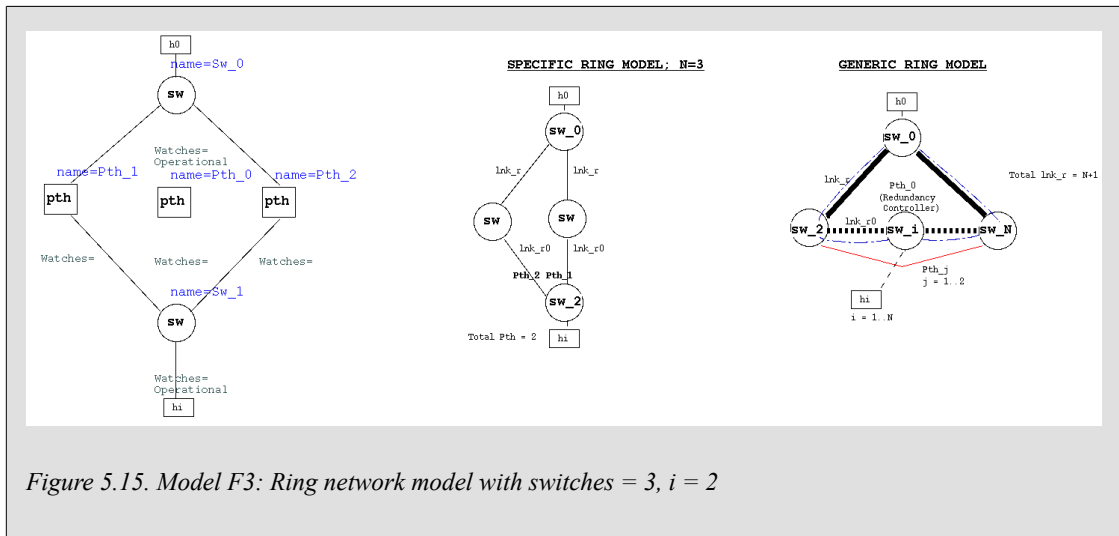 h0
name=Sw_0
sw
Watches=
Operational
name=Pth_1
name=Pth_0
name=Pth_2
pth
pth
pth
Watches=
Watches=
Watches=
name=Sw_1
sw
Watches=
Operational
hi
SPECIFIC RING MODEL; N=3
h0
sw_0
lnk_r
lnk_r
sw
sw
lnk_r0
lnk_r0
Pth_2 Pth_1
sw_2
Total Pth = 2
hi
GENERIC RING MODEL
h0
sw_0
lnk_r
Total lnk_r = N+1
Pth_0
(Redundancy
Controller)
lnk_r0
sw_2
sw_i
sw_N
Pth_j
j = 1..2
hi
i = 1..N
Figure 5.15. Model F3: Ring network model with switches = 3, i = 2